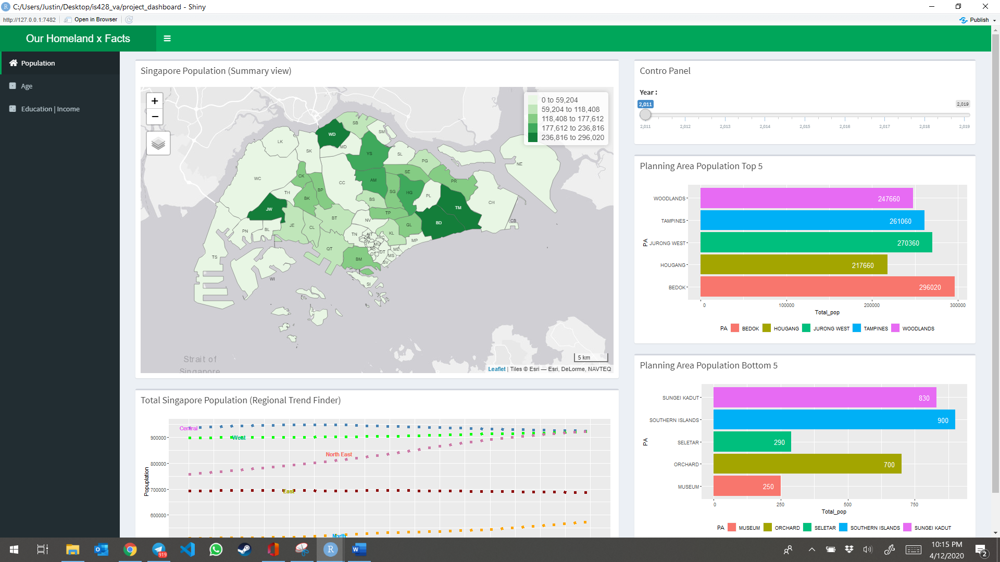 C:/Users/Justin/Desktop/is428_va/project_dashboard - Shiny
http://127.0.0.1:7482 Open in Browser Publish
Our Homeland x Facts
Population
Age
Education | Income
Singapore Population (Summary view)
+
−
0 to 59,204
59,204 to 118,408
118,408 to 177,612
177,612 to 236,816
236,816 to 296,020
SB
WD
SM
LK
MD
SK
YS
SL
PG
NE
SE
WC
CK
AM
PR
CC
BP
TH
SG
HG
PL
BK
BS
CH
TM
JW
TP
BT
NV
CB
GL
BD
JE
CL
PN
BL
TN
NT
KL
OR
RC
RV
MP
MU
QT
SR
ME
TS
OT
DT
MS
BM
SV
WI
SI
Strait of
Singapore
5 km
Leaflet | Tiles © Esri — Esri, DeLorme, NAVTEQ
Total Singapore Population (Regional Trend Finder)
Popuplation
900000
800000
700000
600000
Central
West
North East
East
North
Contro Panel
Year :
2,011 2,019
2,011 2,012 2,013 2,014 2,015 2,016 2,017 2,018 2,019
Planning Area Population Top 5
PA
WOODLANDS 247660
TAMPINES 261060
JURONG WEST 270360
HOUGANG 217660
BEDOK 296020
0 100000 200000 300000
Total_pop
PA BEDOK HOUGANG JURONG WEST TAMPINES WOODLANDS
Planning Area Population Bottom 5
PA
SUNGEI KADUT 830
SOUTHERN ISLANDS 900
SELETAR 290
ORCHARD 700
MUSEUM 250
0 250 500 750
Total_pop
PA MUSEUM ORCHARD SELETAR SOUTHERN ISLANDS SUNGEI KADUT
919
10:15 PM
4/12/2020
2